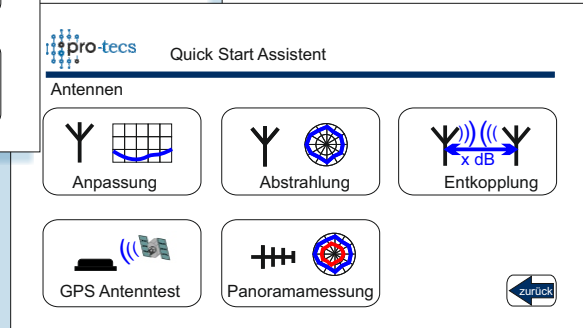 pro-tecs
Quick Start Assistent
Antennen
Anpassung
Abstrahlung
x dB
Entkopplung
GPS Antenntest
Panoramamessung
zurück